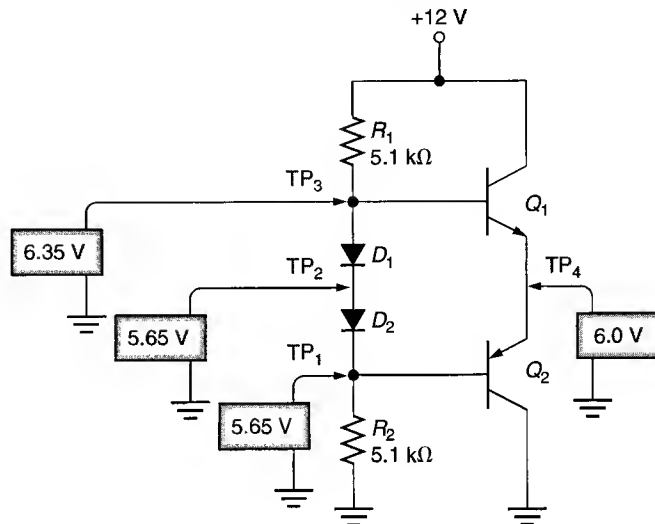 +12 V
R1
5.1 kΩ
TP3
Q1
6.35 V
D1
TP2
TP4
D2
5.65 V
6.0 V
TP1
Q2
5.65 V
R2
5.1 kΩ